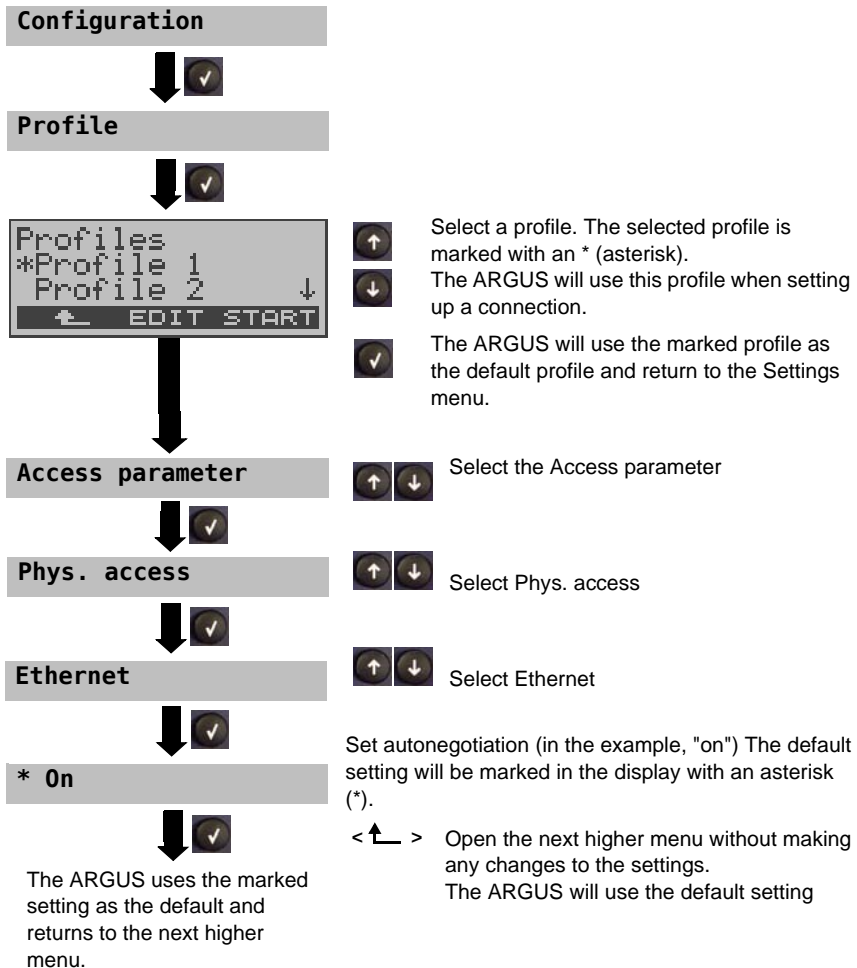 Configuration
Profile
Profiles
*Profile 1
Profile 2 ↓
EDIT START
Select a profile. The selected profile is
marked with an * (asterisk).
The ARGUS will use this profile when setting
up a connection.
The ARGUS will use the marked profile as
the default profile and return to the Settings
menu.
Access parameter
Select the Access parameter
Phys. access
Select Phys. access
Ethernet
Select Ethernet
Set autonegotiation (in the example, "on") The default
setting will be marked in the display with an asterisk
(*).
* On
< > Open the next higher menu without making
any changes to the settings.
The ARGUS will use the default setting
The ARGUS uses the marked
setting as the default and
returns to the next higher
menu.